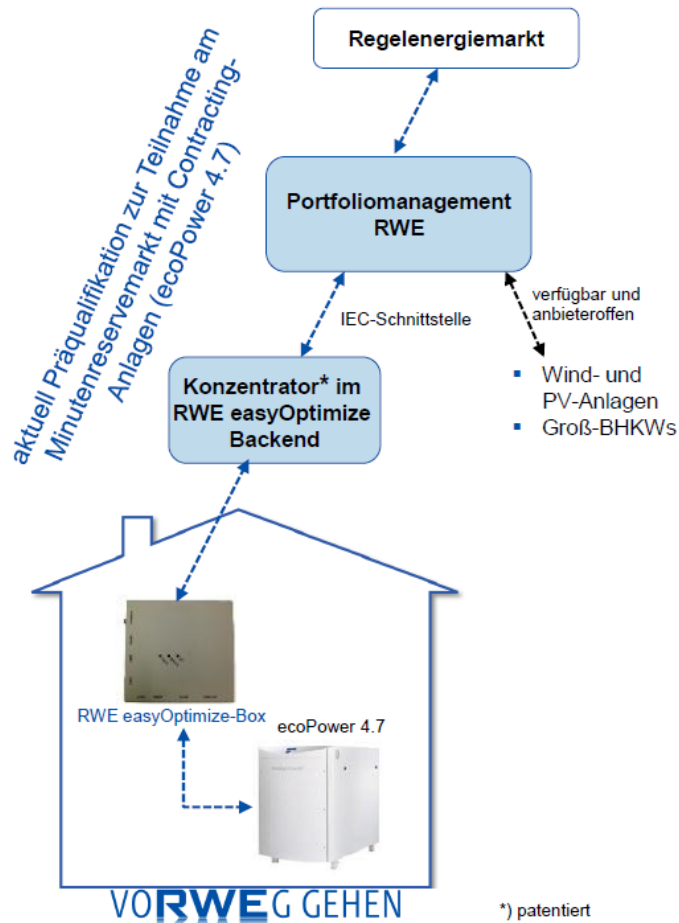 Regelenergiemarkt
aktuell Präqualifikation zur Teilnahme am
Minutenreservemarkt mit Contracting-
Anlagen (ecoPower 4.7)
Portfoliomanagement
RWE
IEC-Schnittstelle
verfügbar und
anbieteroffen
Konzentrator* im
RWE easyOptimize
Backend
▪ Wind- und
PV-Anlagen
▪ Groß-BHKWs
RWE easyOptimize-Box
ecoPower 4.7
VORWEG GEHEN
*) patentiert